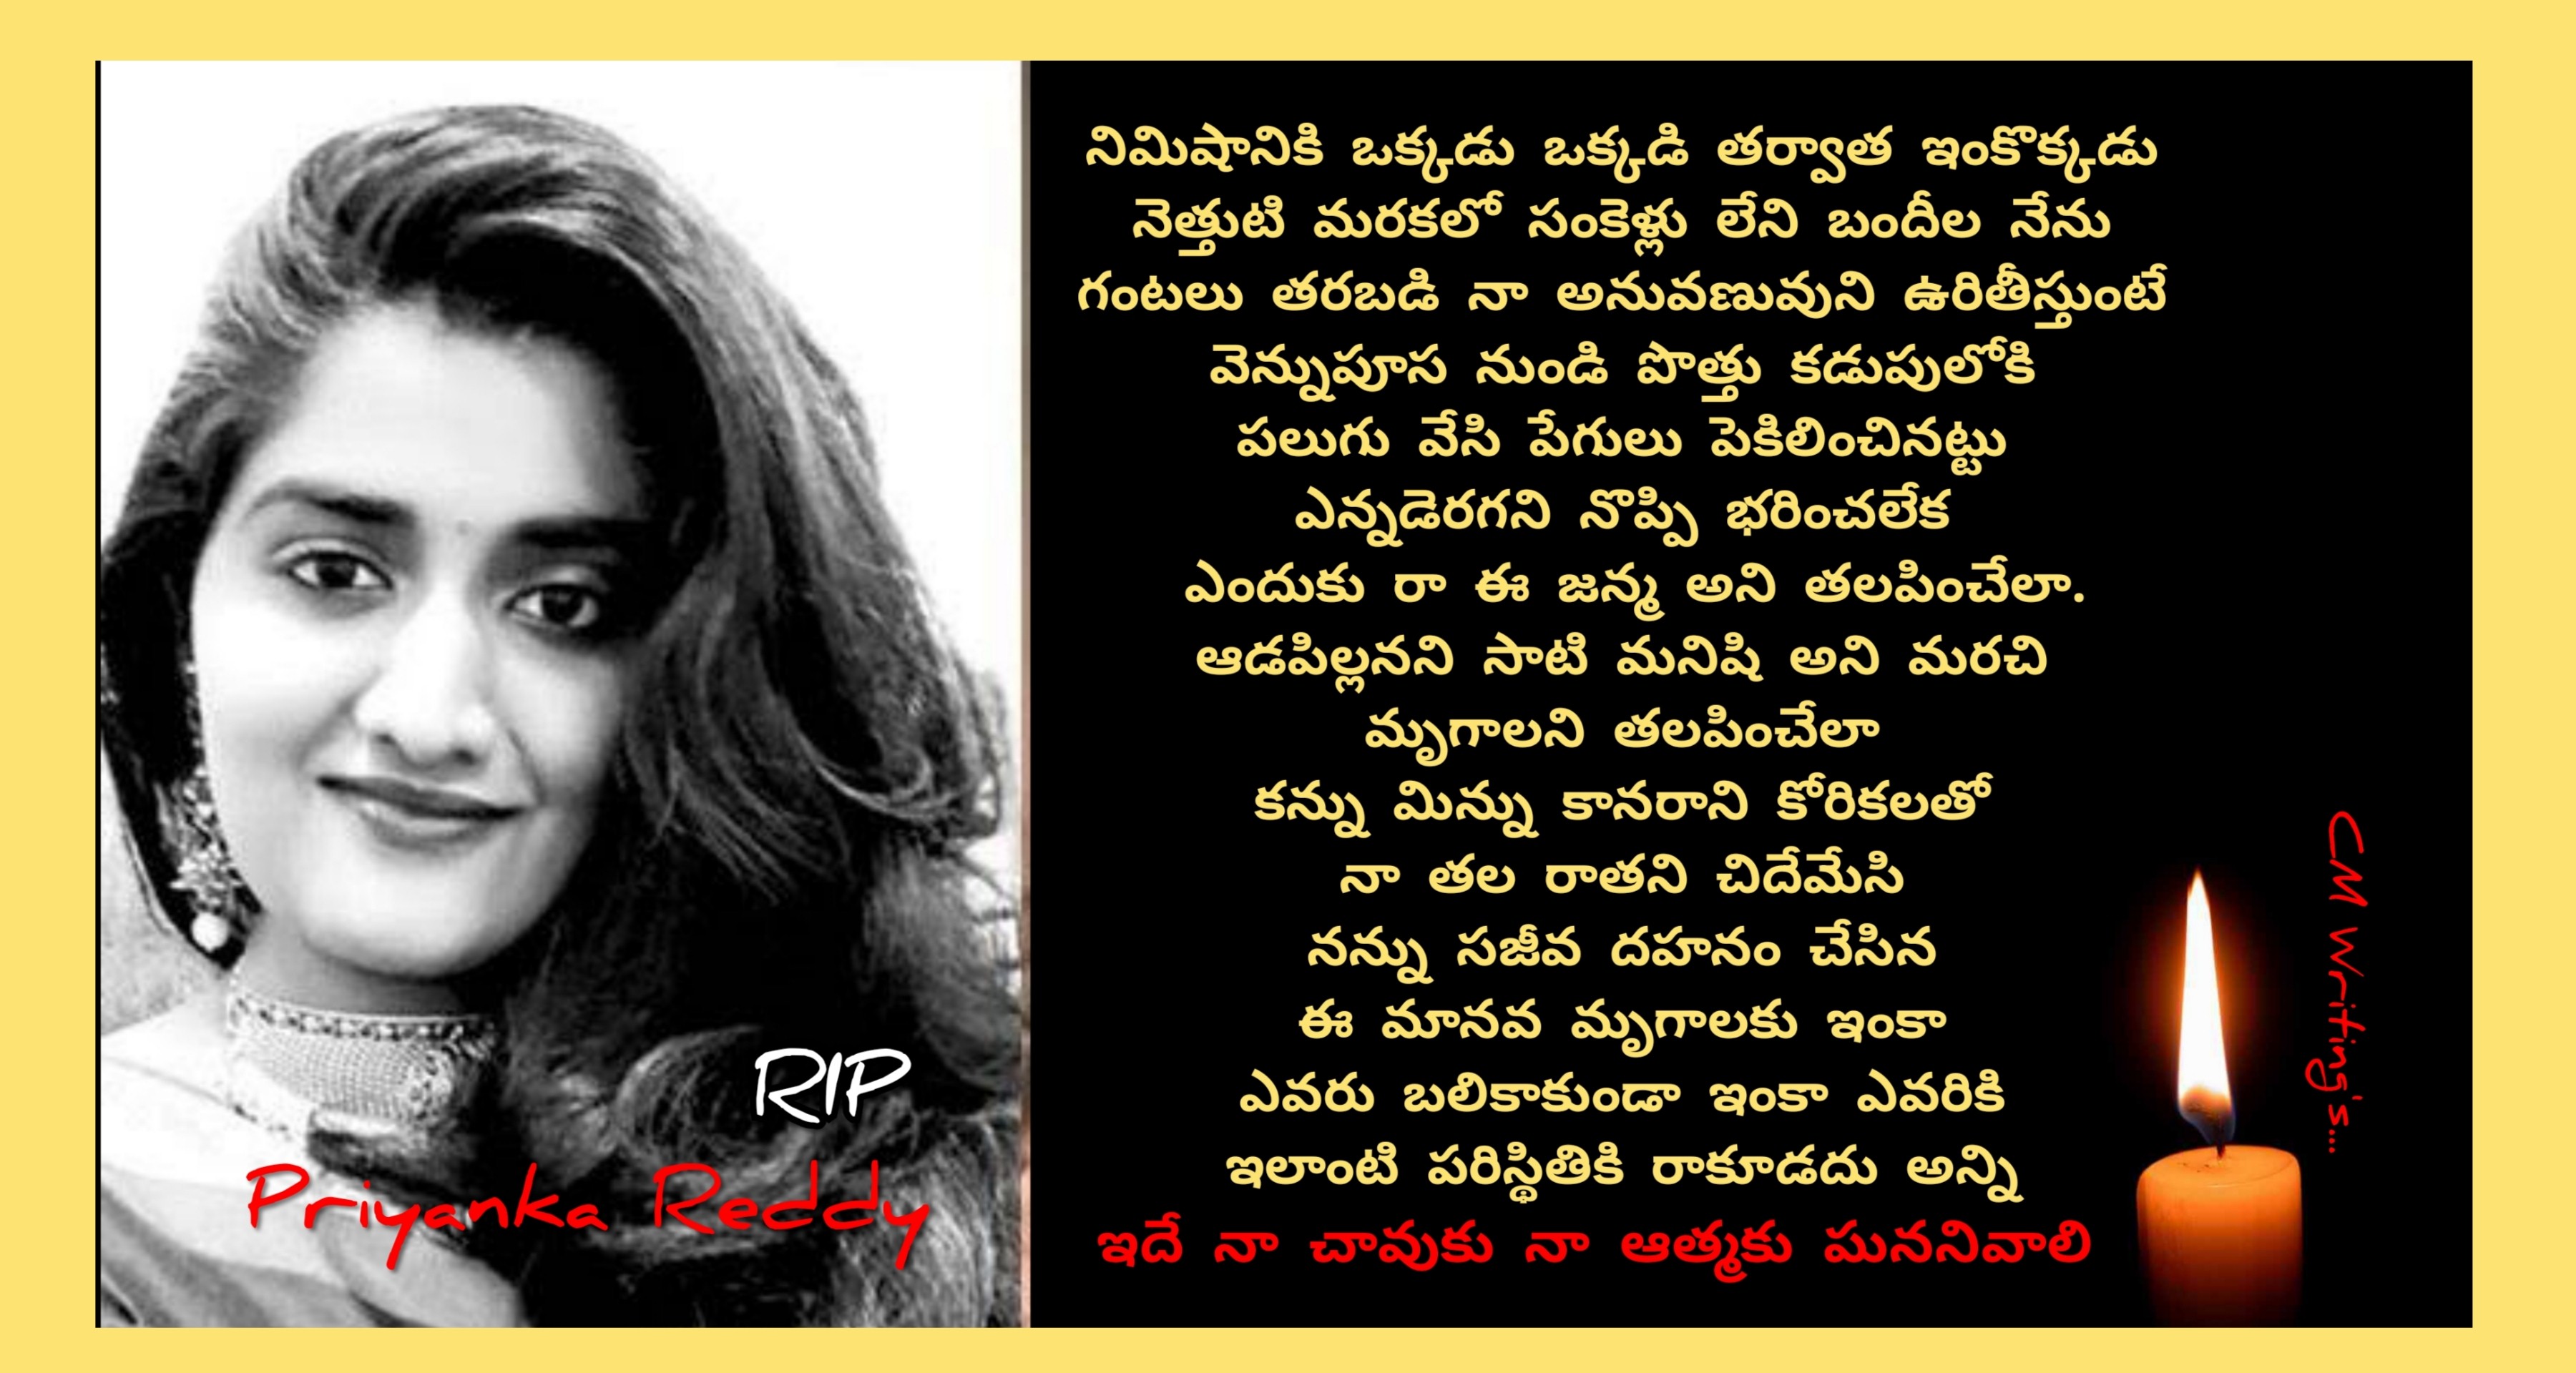 RIP
Priyanka Reddy
నిమిషానికి ఒక్కడు ఒక్కడి తర్వాత ఇంకొక్కడు
నెత్తుటి మరకలో సంకెళ్లు లేని బందీల నేను
గంటలు తరబడి నా అనువణువుని ఉరితీస్తుంటే
వెన్నుపూస నుండి పొత్తు కడుపులోకి
పలుగు వేసి పేగులు పెకిలించినట్టు
ఎన్నడెరగని నొప్పి భరించలేక
ఎందుకు రా ఈ జన్మ అని తలపించేలా.
ఆడపిల్లనని సాటి మనిషి అని మరచి
మృగాలని తలపించేలా
కన్ను మిన్ను కానరాని కోరికలతో
నా తల రాతని చిదేమేసి
నన్ను సజీవ దహనం చేసిన
ఈ మానవ మృగాలకు ఇంకా
ఎవరు బలికాకుండా ఇంకా ఎవరికి
ఇలాంటి పరిస్థితికి రాకూడదు అన్ని
ఇదే నా చావుకు నా ఆత్మకు ఘననివాలి
CM Writing's...